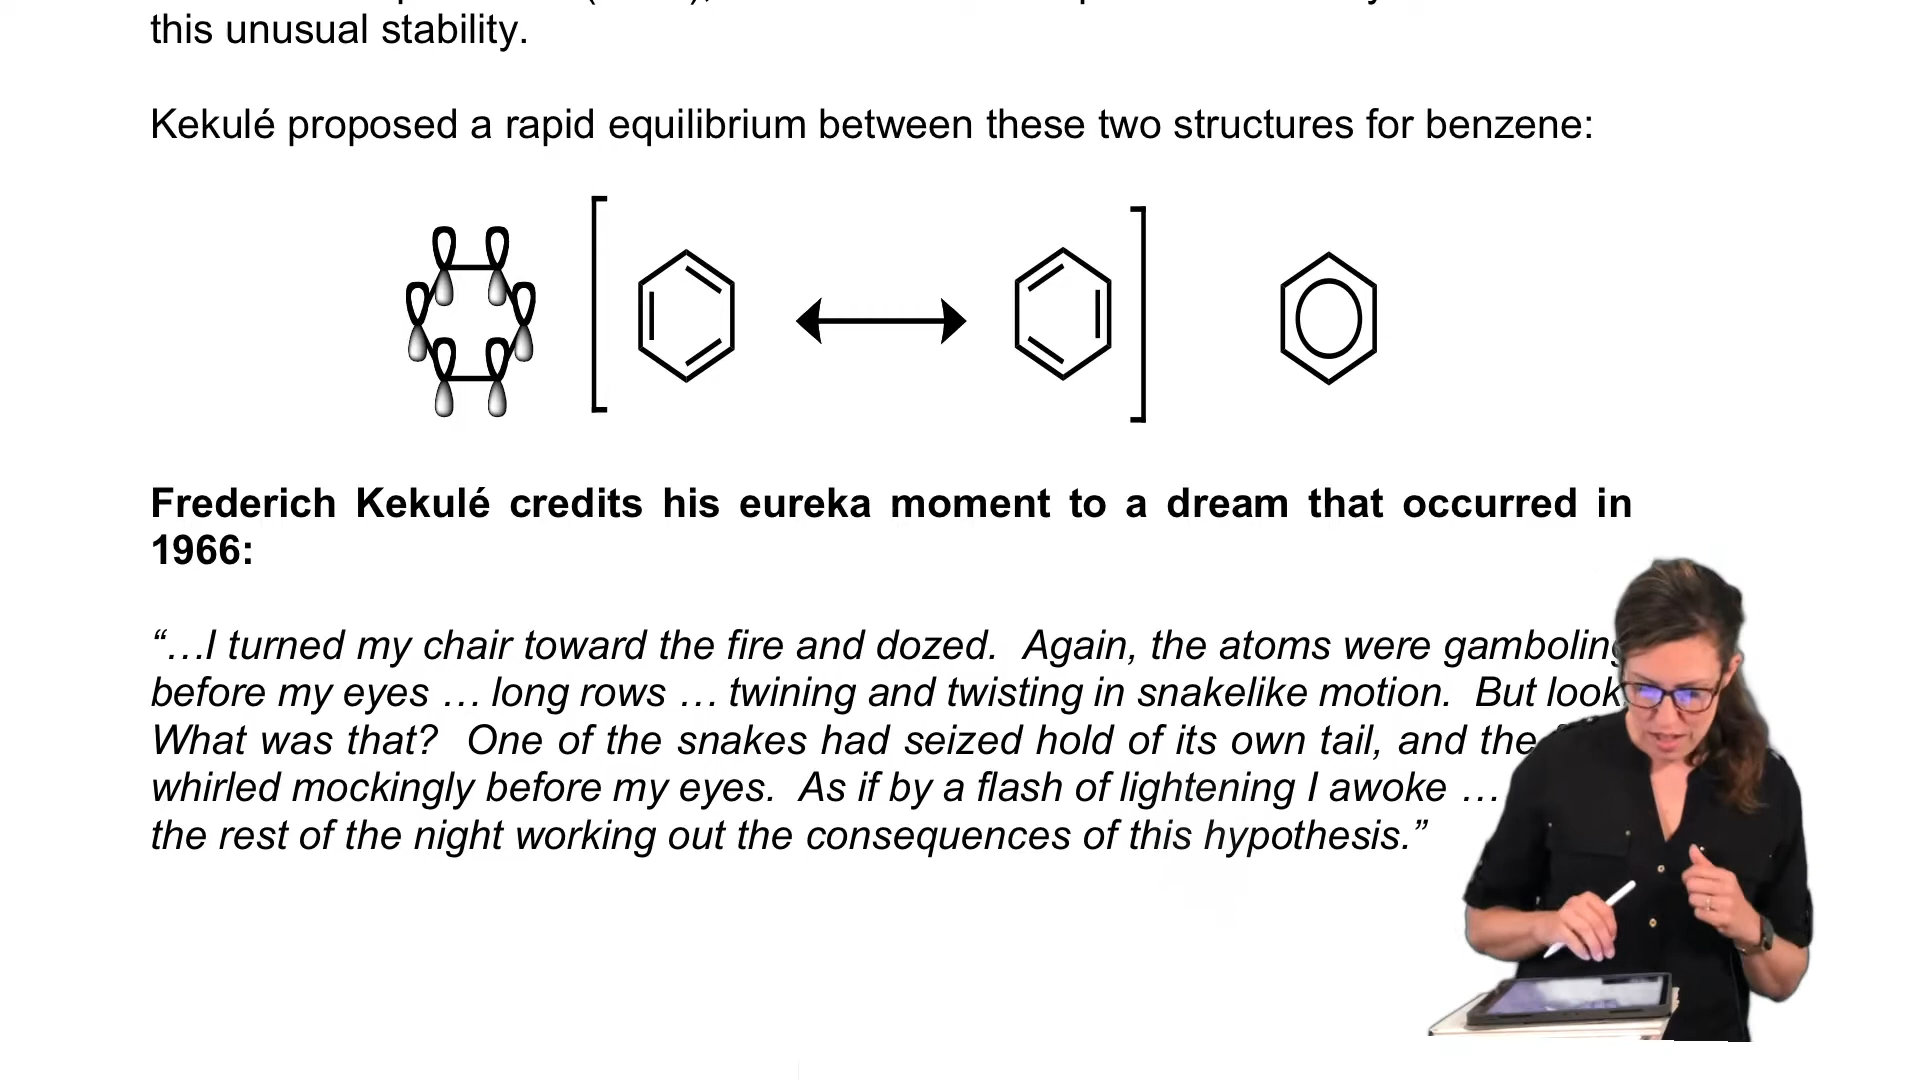 this unusual stability.
Kekulé proposed a rapid equilibrium between these two structures for benzene:
Frederich Kekulé credits his eureka moment to a dream that occurred in
1966:
“…I turned my chair toward the fire and dozed. Again, the atoms were gamboling
before my eyes … long rows … twining and twisting in snakelike motion. But look
What was that? One of the snakes had seized hold of its own tail, and the
whirled mockingly before my eyes. As if by a flash of lightening I awoke …
the rest of the night working out the consequences of this hypothesis.”